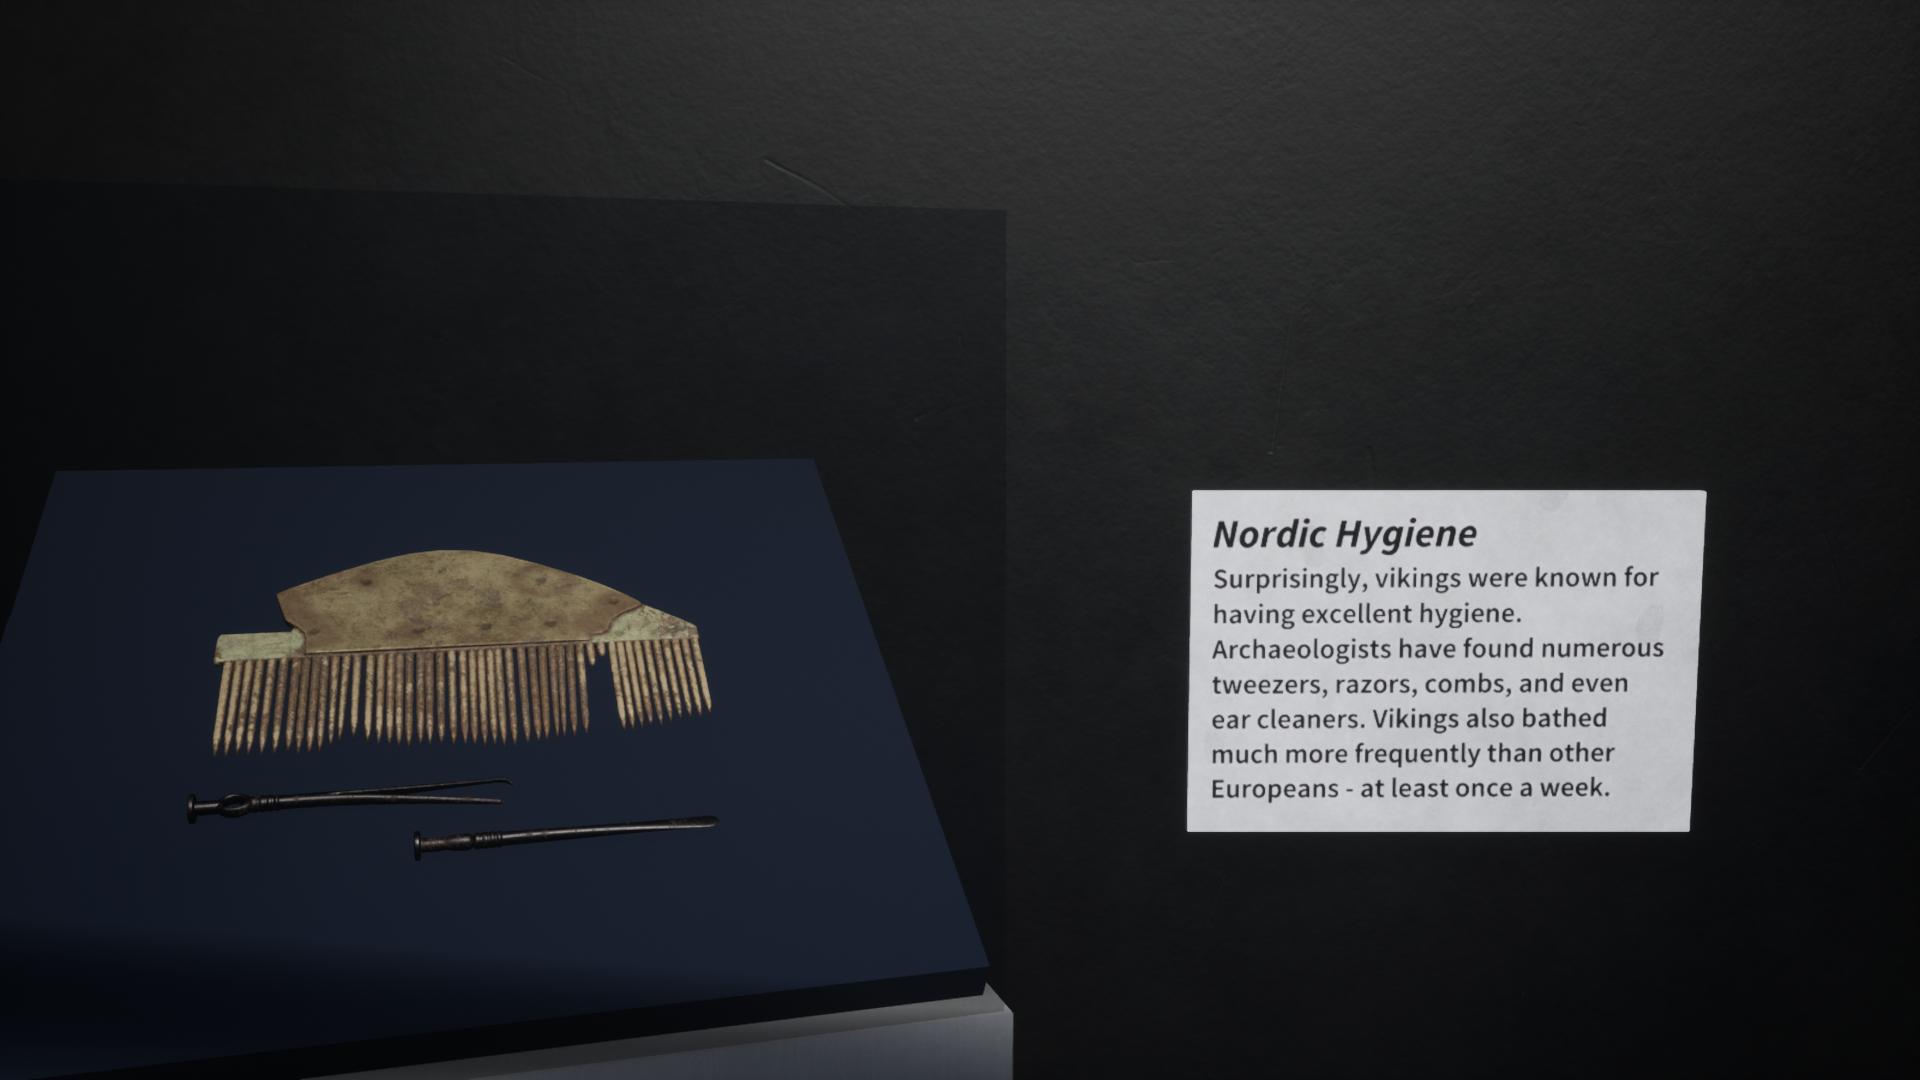 Nordic Hygiene
Surprisingly, vikings were known for
having excellent hygiene.
Archaeologists have found numerous
tweezers, razors, combs, and even
ear cleaners. Vikings also bathed
much more frequently than other
Europeans - at least once a week.